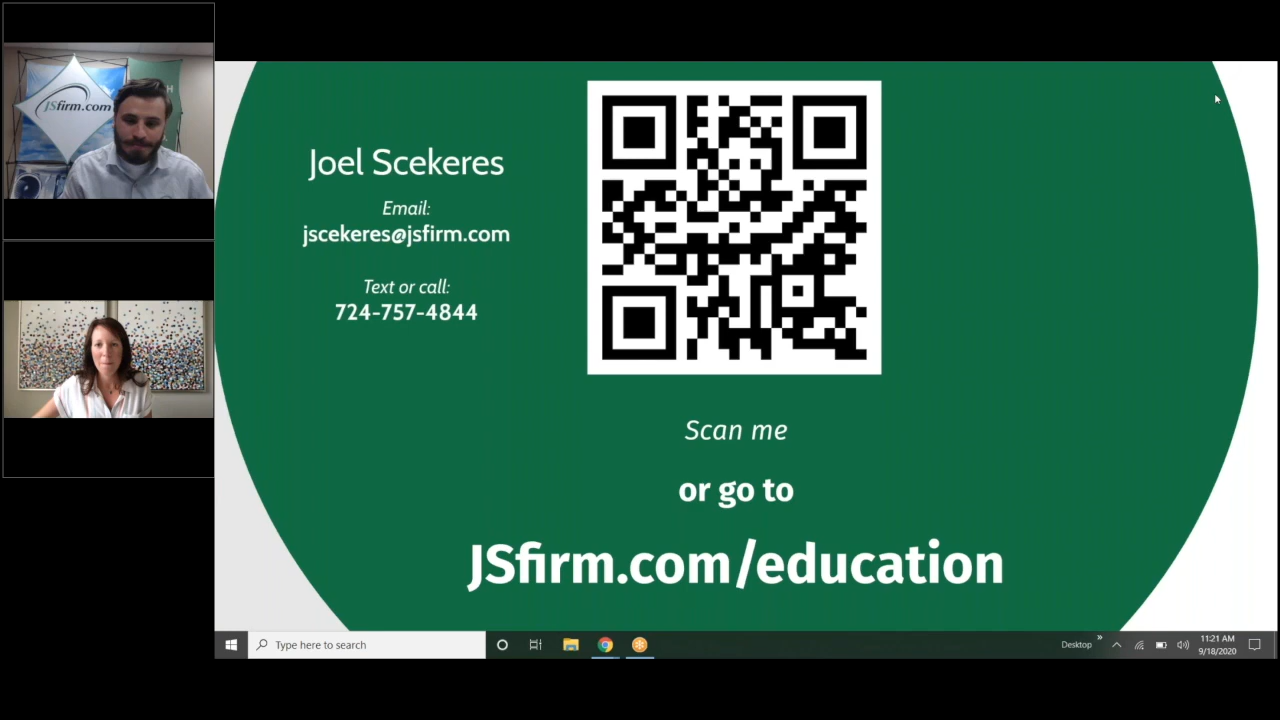 JSfirm.com
H
Joel Scekeres
Email:
jscekeres@jsfirm.com
Text or call:
724-757-4844
Scan me
or go to
JSfirm.com/education
Type here to search
Desktop
»
11:21 AM
9/18/2020